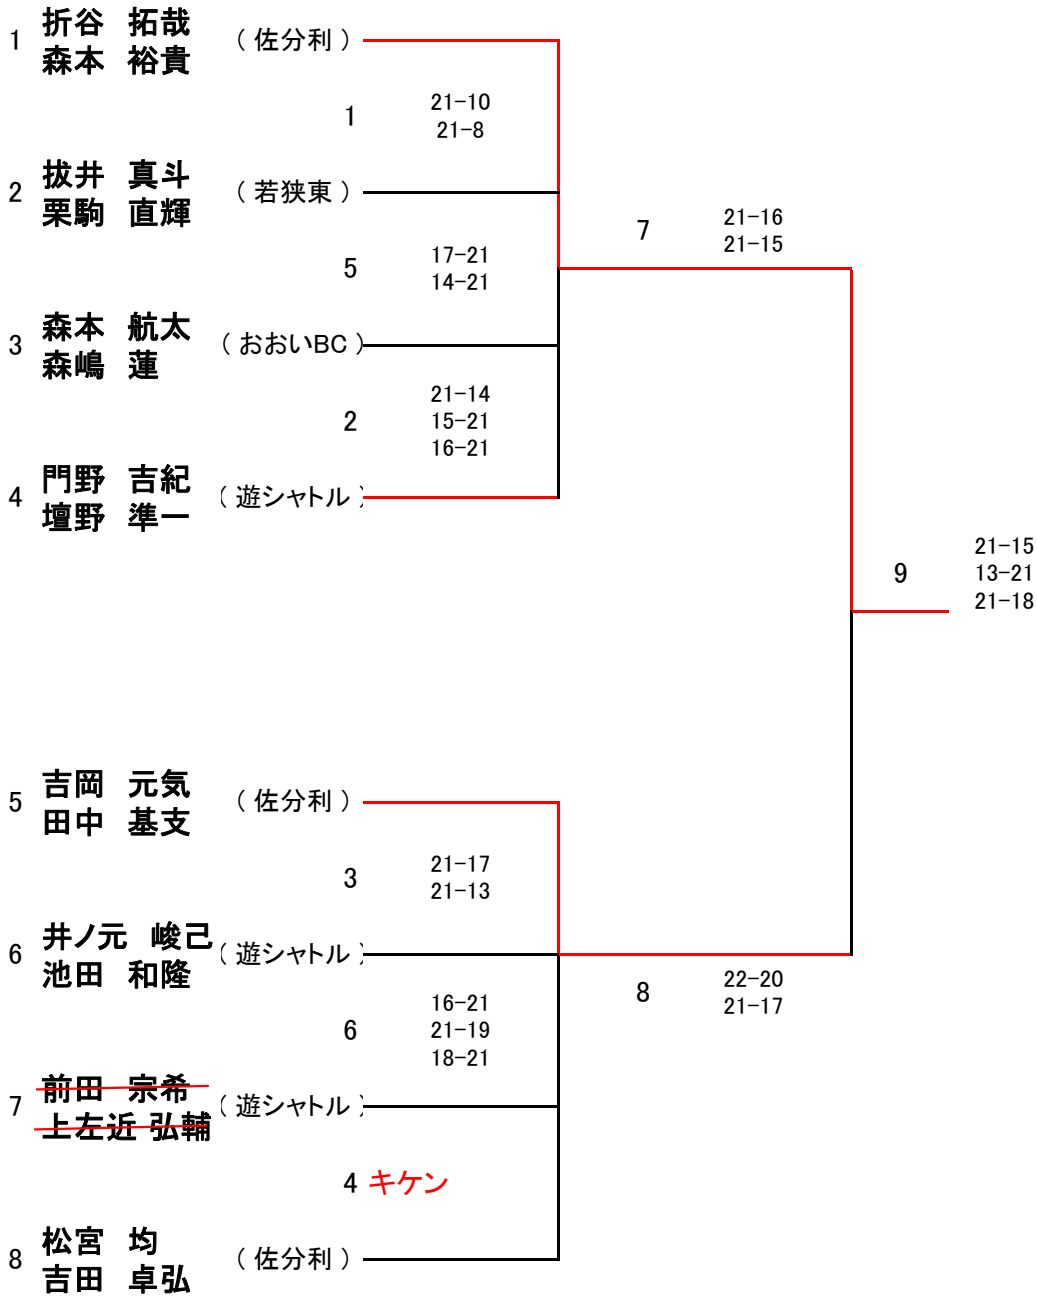 1 折谷 拓哉 （ 佐分利 ）
森本 裕貴
1 21-10
21-8
2 抜井 真斗 （ 若狭東 ）
栗駒 直輝
7 21-16
21-15
5 17-21
14-21
3 森本 航太 （ おおいBC ）
森嶋 蓮
2 21-14
15-21
16-21
4 門野 吉紀 （ 遊シャトル ）
壇野 準一
9 21-15
13-21
21-18
5 吉岡 元気 （ 佐分利 ）
田中 基支
3 21-17
21-13
6 井ノ元 峻己 （ 遊シャトル ）
池田 和隆
8 22-20
21-17
6 16-21
21-19
18-21
7 前田 宗希 （ 遊シャトル ）
上左近 弘輔
4 キケン
8 松宮 均 （ 佐分利 ）
吉田 卓弘